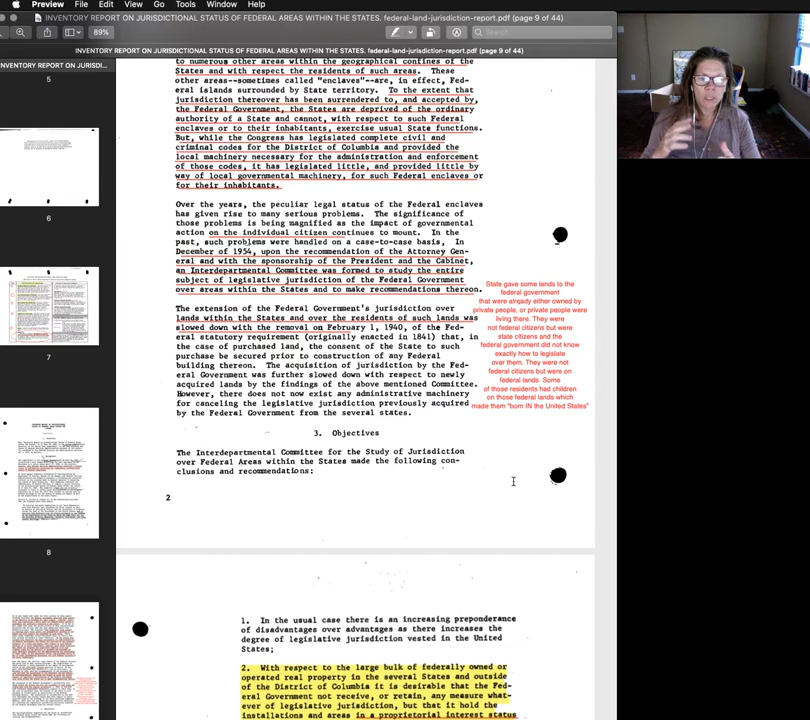 Preview File Edit View Go Tools Window Help
INVENTORY REPORT ON JURISDICTIONAL STATUS OF FEDERAL AREAS WITHIN THE STATES. federal-land-jurisdiction-report.pdf (page 9 of 44)
89%
Search
INVENTORY REPORT ON JURISDICTIONAL STATUS OF FEDERAL AREAS WITHIN THE STATES. federal-land-jurisdiction-report.pdf (page 9 of 44)
INVENTORY REPORT ON JURISDI...
5
6
7
8
to numerous other areas within the geographical confines of the
States and with respect the residents of such areas. These
other areas--sometimes called "enclaves"--are, in effect, Fed-
eral islands surrounded by State territory. To the extent that
jurisdiction thereover has been surrendered to, and accepted by,
the Federal Government, the States are deprived of the ordinary
authority of a State and cannot, with respect to such Federal
enclaves or to their inhabitants, exercise usual State functions.
But, while the Congress has legislated complete civil and
criminal codes for the District of Columbia and provided the
local machinery necessary for the administration and enforcement
of those codes, it has legislated little, and provided little by
way of local governmental machinery, for such Federal enclaves or
for their inhabitants.
Over the years, the peculiar legal status of the Federal enclaves
has given rise to many serious problems. The significance of
those problems is being magnified as the impact of governmental
action on the individual citizen continues to mount. In the
past, such problems were handled on a case-to-case basis, In
December of 1954, upon the recommendation of the Attorney Gen-
eral and with the sponsorship of the President and the Cabinet,
an Interdepartmental Committee was formed to study the entire
subject of legislative jurisdiction of the Federal Government
over areas within the States and to make recommendations thereon.
The extension of the Federal Government's jurisdiction over
lands within the States and over the residents of such lands was
slowed down with the removal on February 1, 1940, of the Fed-
eral statutory requirement (originally enacted in 1841) that, in
the case of purchased land, the consent of the State to such
purchase be secured prior to construction of any Federal
building thereon. The acquisition of jurisdiction by the Fed-
eral Government was further slowed down with respect to newly
acquired lands by the findings of the above mentioned Committee.
However, there does not now exist any administrative machinery
for canceling the legislative jurisdiction previously acquired
by the Federal Government from the several states.
State gave some lands to the
federal government
that were already either owned by
private people, or private people were
living there. They were
not federal citizens but were
state citizens and the
federal government did not know
exactly how to legislate
over them. They were not
federal citizens but were on
federal lands. Some
of those residents had children
on those federal lands which
made them "born IN the United States"
3. Objectives
The Interdepartmental Committee for the Study of Jurisdiction
over Federal Areas within the States made the following con-
clusions and recommendations:
2
1. In the usual case there is an increasing preponderance
of disadvantages over advantages as there increases the
degree of legislative jurisdiction vested in the United
States;
2. With respect to the large bulk of federally owned or
operated real property in the several States and outside
of the District of Columbia it is desirable that the Fed-
eral Government not receive, or retain, any measure what-
ever of legislative jurisdiction, but that it hold the
installations and areas in a proprietorial interest status